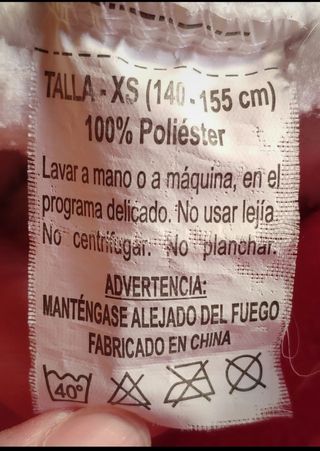 TALLA - XS (140-155 cm)
100% Poliéster
Lavar a mano o a máquina, en el
programa delicado. No usar lejía.
No centrifugar. No planchar.
ADVERTENCIA:
MANTÉNGASE ALEJADO DEL FUEGO
FABRICADO EN CHINA
40°